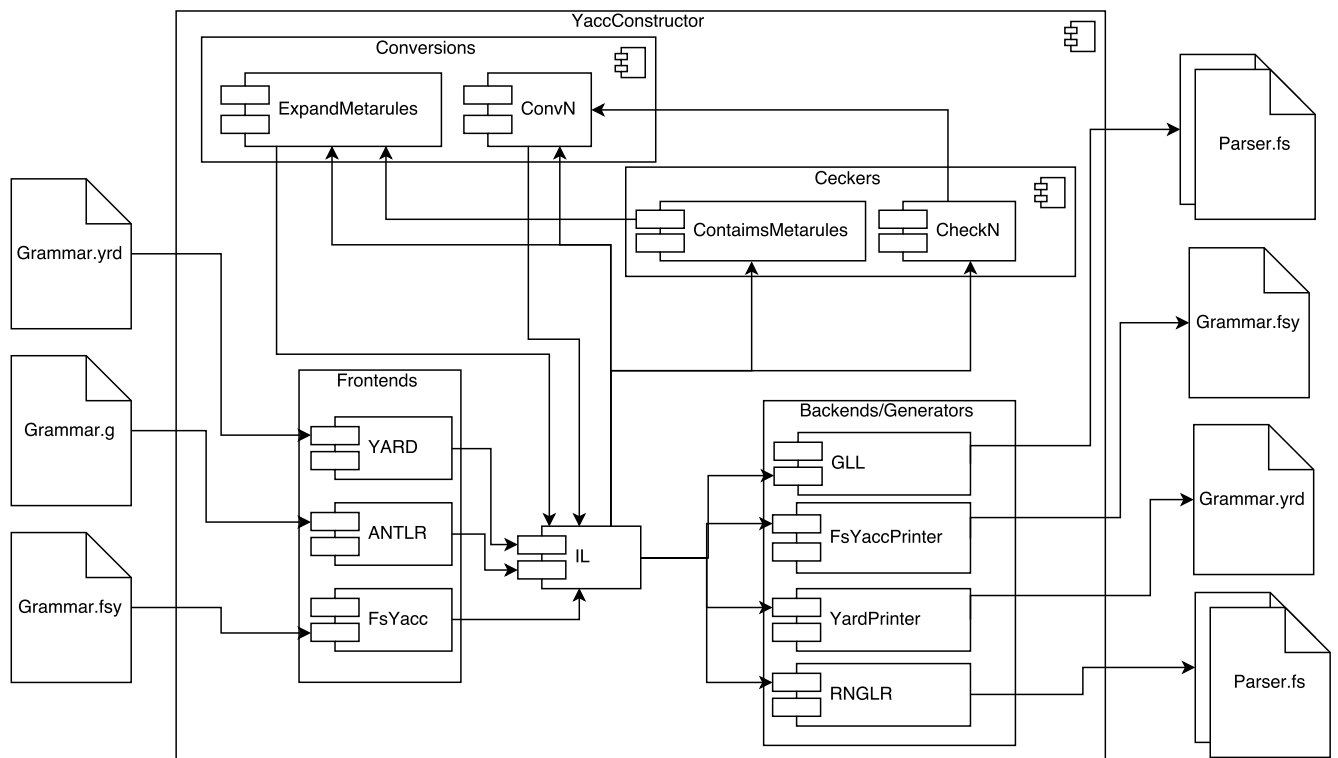 YaccConstructor
Conversions
ExpandMetarules
ConvN
Ceckers
ContaimsMetarules
CheckN
Grammar.yrd
Grammar.g
Grammar.fsy
Frontends
YARD
ANTLR
FsYacc
IL
Backends/Generators
GLL
FsYaccPrinter
YardPrinter
RNGLR
Parser.fs
Grammar.fsy
Grammar.yrd
Parser.fs